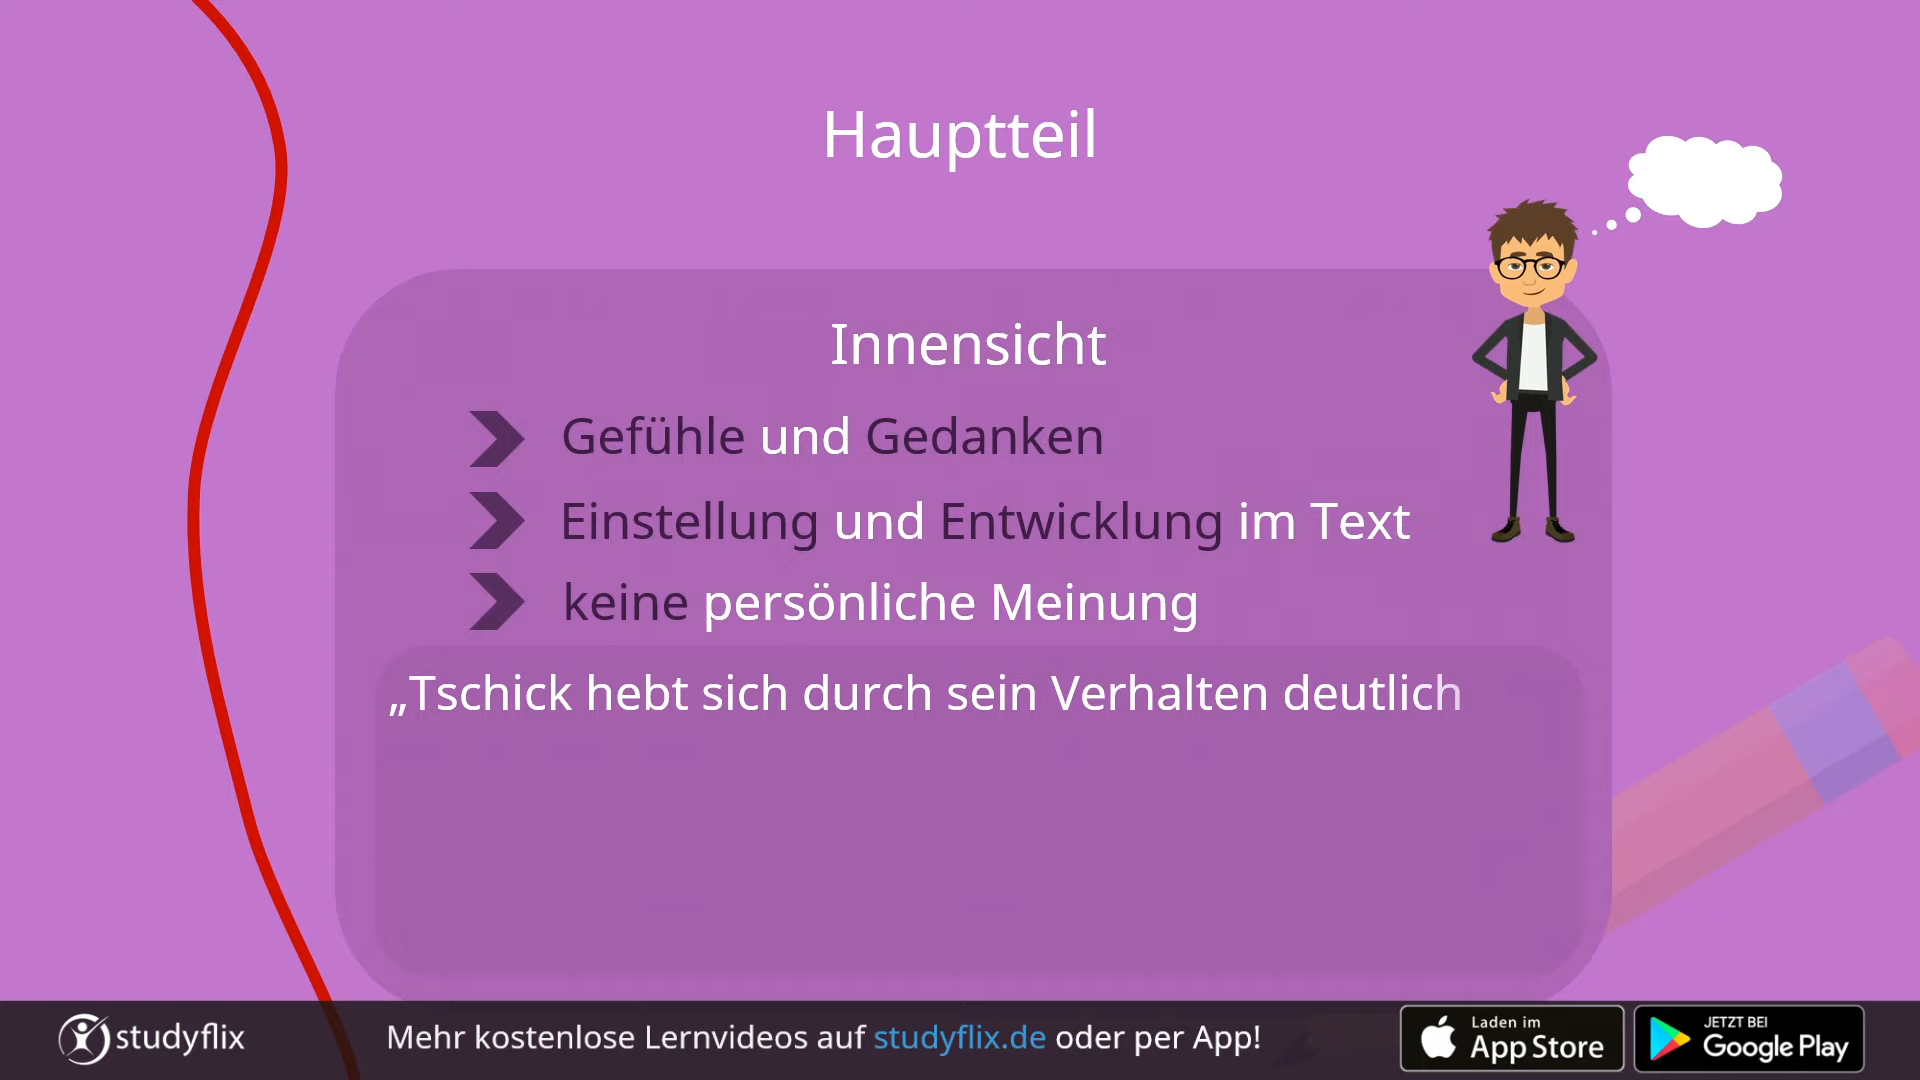 Hauptteil
Innensicht
Gefühle und Gedanken
Einstellung und Entwicklung im Text
keine persönliche Meinung
„Tschick hebt sich durch sein Verhalten deutlich
studyflix
Mehr kostenlose Lernvideos auf studyflix.de oder per App!
Laden im
App Store
JETZT BEI
Google Play